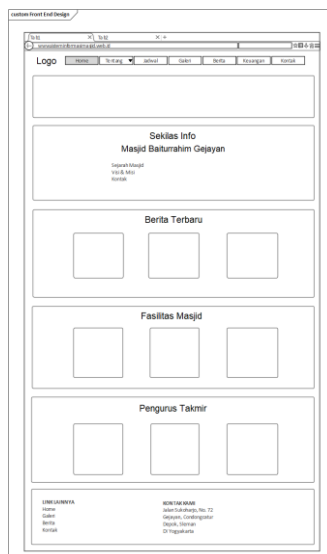 custom Front End Design
Tab1 X Tab2 X +
www.sisteminformasimasjid.web.id
Logo Home Tentang Jadwal Galeri Berita Keuangan Kontak
Sekilas Info
Masjid Baiturrahim Gejayan
Sejarah Masjid
Visi & Misi
Kontak
Berita Terbaru
Fasilitas Masjid
Pengurus Takmir
LINK LAINNYA
Home
Galeri
Berita
Kontak
KONTAK KAMI
Jalan Sukoharjo, No. 72
Gejayan, Condongcatur
Depok, Sleman
DI Yogyakarta